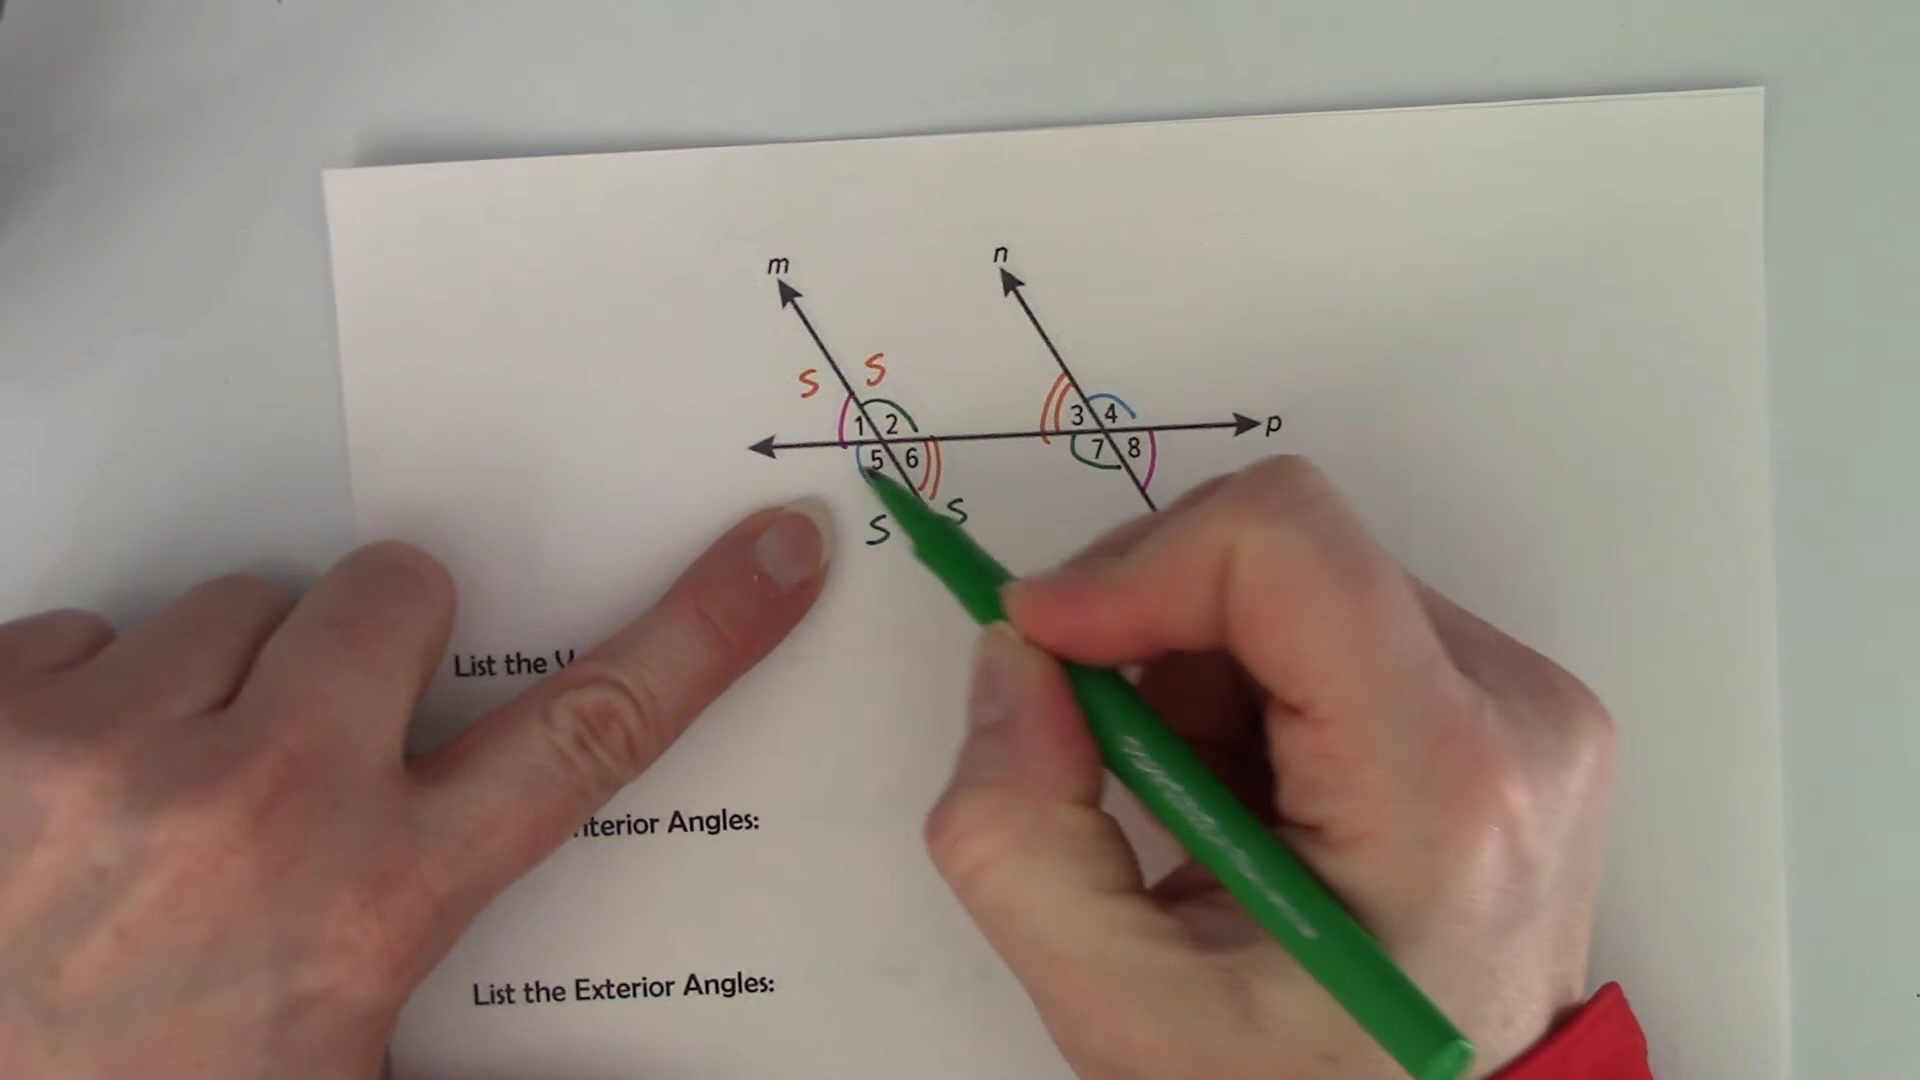 m n
S S
1 2 3 4 p
5 6 7 8
S S
List the
nterior Angles:
List the Exterior Angles: